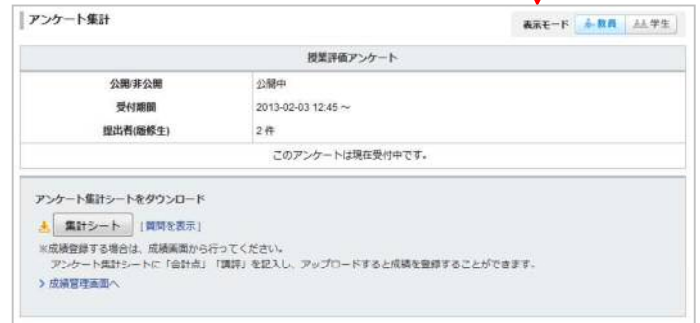 アンケート集計
表示モード 教員 学生
授業評価アンケート
公開/非公開 公開中
受付期間 2013-02-03 12:45 ～
提出者(履修生) 2 件
このアンケートは現在受付中です。
アンケート集計シートをダウンロード
集計シート [質問を表示]
※成績登録する場合は、成績画面から行ってください。
アンケート集計シートに「合計点」「講評」を記入し、アップロードすると成績を登録することができます。
> 成績管理画面へ